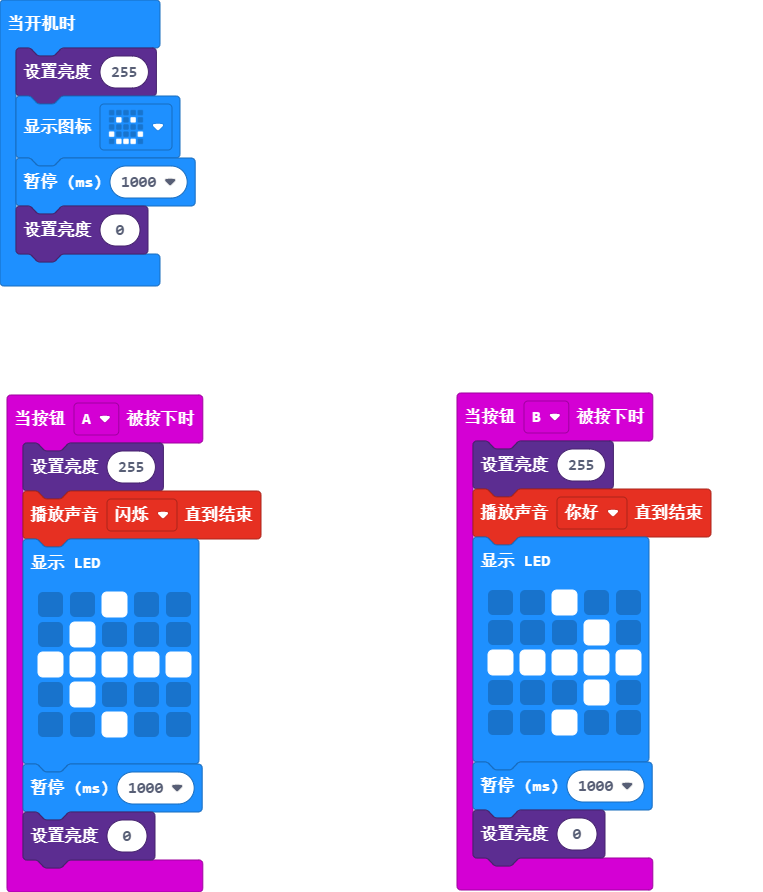 当开机时
设置亮度 255
显示图标
暂停 (ms) 1000
设置亮度 0
当按钮 A 被按下时
设置亮度 255
播放声音 闪烁 直到结束
显示 LED
暂停 (ms) 1000
设置亮度 0
当按钮 B 被按下时
设置亮度 255
播放声音 你好 直到结束
显示 LED
暂停 (ms) 1000
设置亮度 0